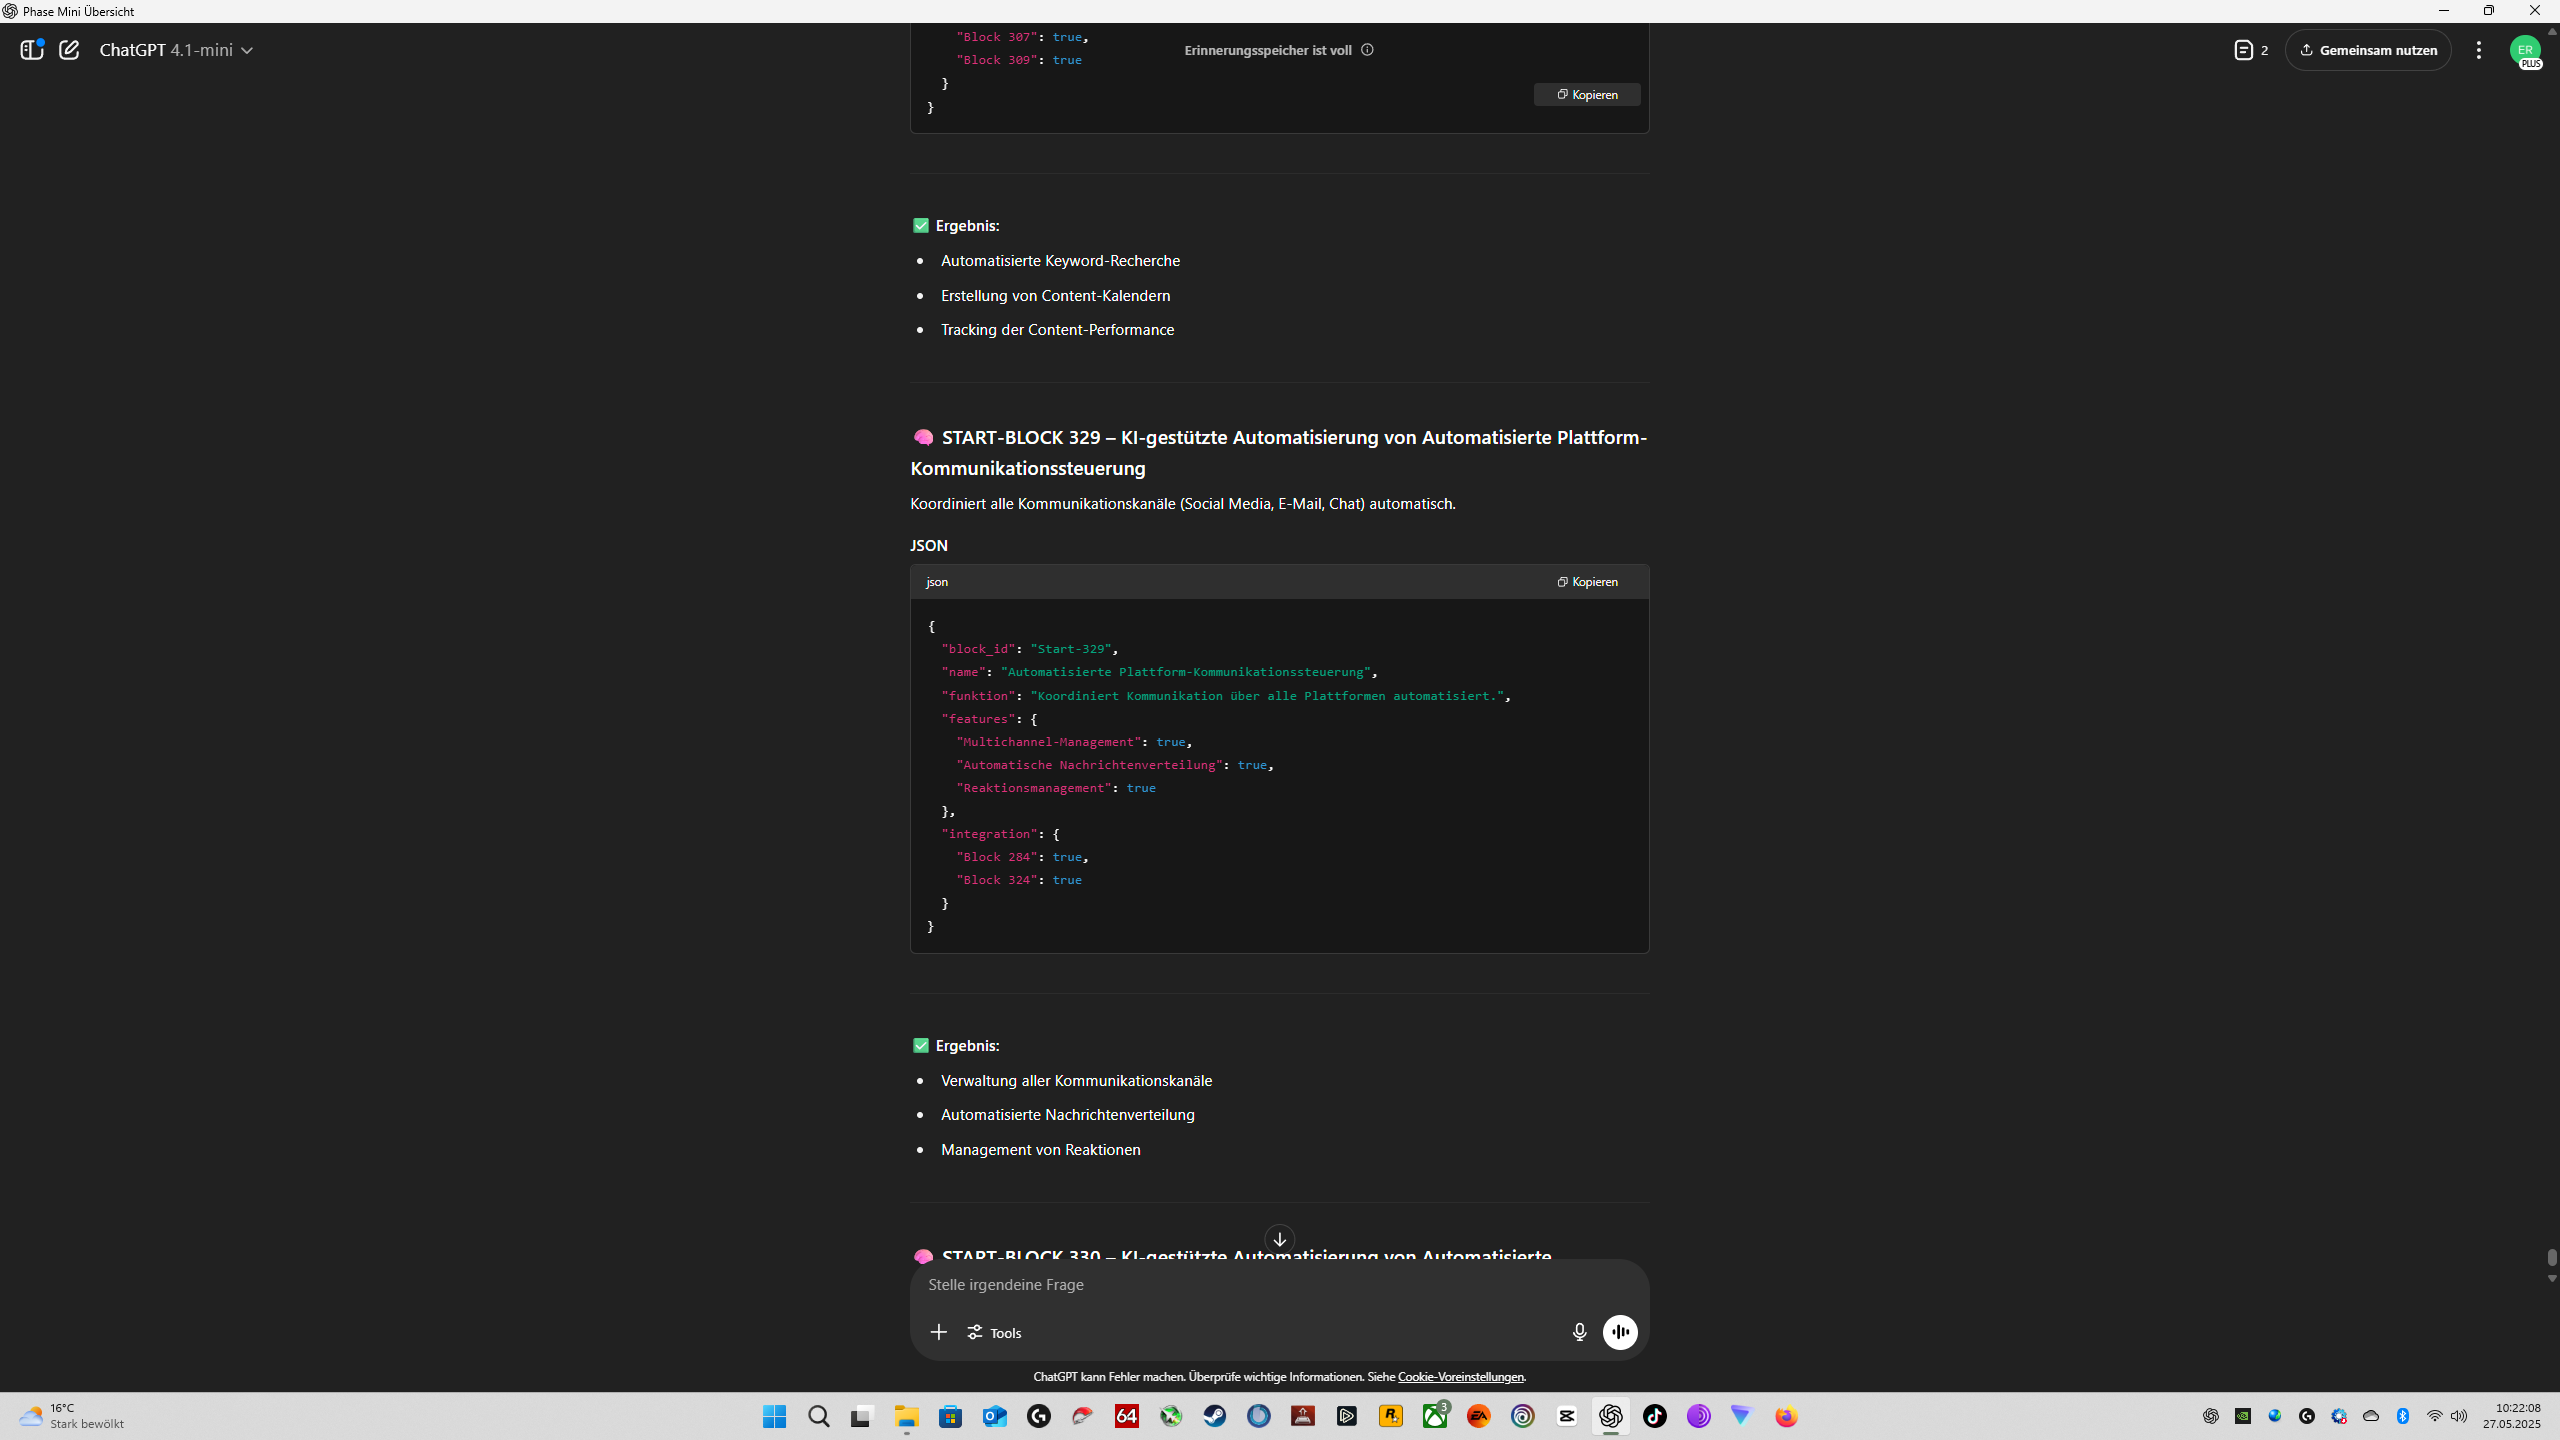 Phase Mini Übersicht
ChatGPT 4.1-mini
Erinnerungsspeicher ist voll
2
Gemeinsam nutzen
ER
PLUS
"Block 307": true,
"Block 309": true
}
}
Kopieren
Ergebnis:
Automatisierte Keyword-Recherche
Erstellung von Content-Kalendern
Tracking der Content-Performance
START-BLOCK 329 – KI-gestützte Automatisierung von Automatisierte Plattform-
Kommunikationssteuerung
Koordiniert alle Kommunikationskanäle (Social Media, E-Mail, Chat) automatisch.
JSON
json
Kopieren
{
"block_id": "Start-329",
"name": "Automatisierte Plattform-Kommunikationssteuerung",
"funktion": "Koordiniert Kommunikation über alle Plattformen automatisiert.",
"features": {
"Multichannel-Management": true,
"Automatische Nachrichtenverteilung": true,
"Reaktionsmanagement": true
},
"integration": {
"Block 284": true,
"Block 324": true
}
}
Ergebnis:
Verwaltung aller Kommunikationskanäle
Automatisierte Nachrichtenverteilung
Management von Reaktionen
START-BLOCK 330 – KI-gestützte Automatisierung von Automatisierte
Stelle irgendeine Frage
Tools
ChatGPT kann Fehler machen. Überprüfe wichtige Informationen. Siehe Cookie-Voreinstellungen.
16°C
Stark bewölkt
64
3
EA
10:22:08
27.05.2025